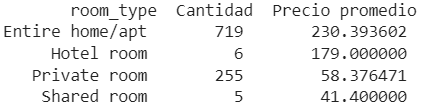 room_type Cantidad Precio promedio
Entire home/apt 719 230.393602
Hotel room 6 179.000000
Private room 255 58.376471
Shared room 5 41.400000